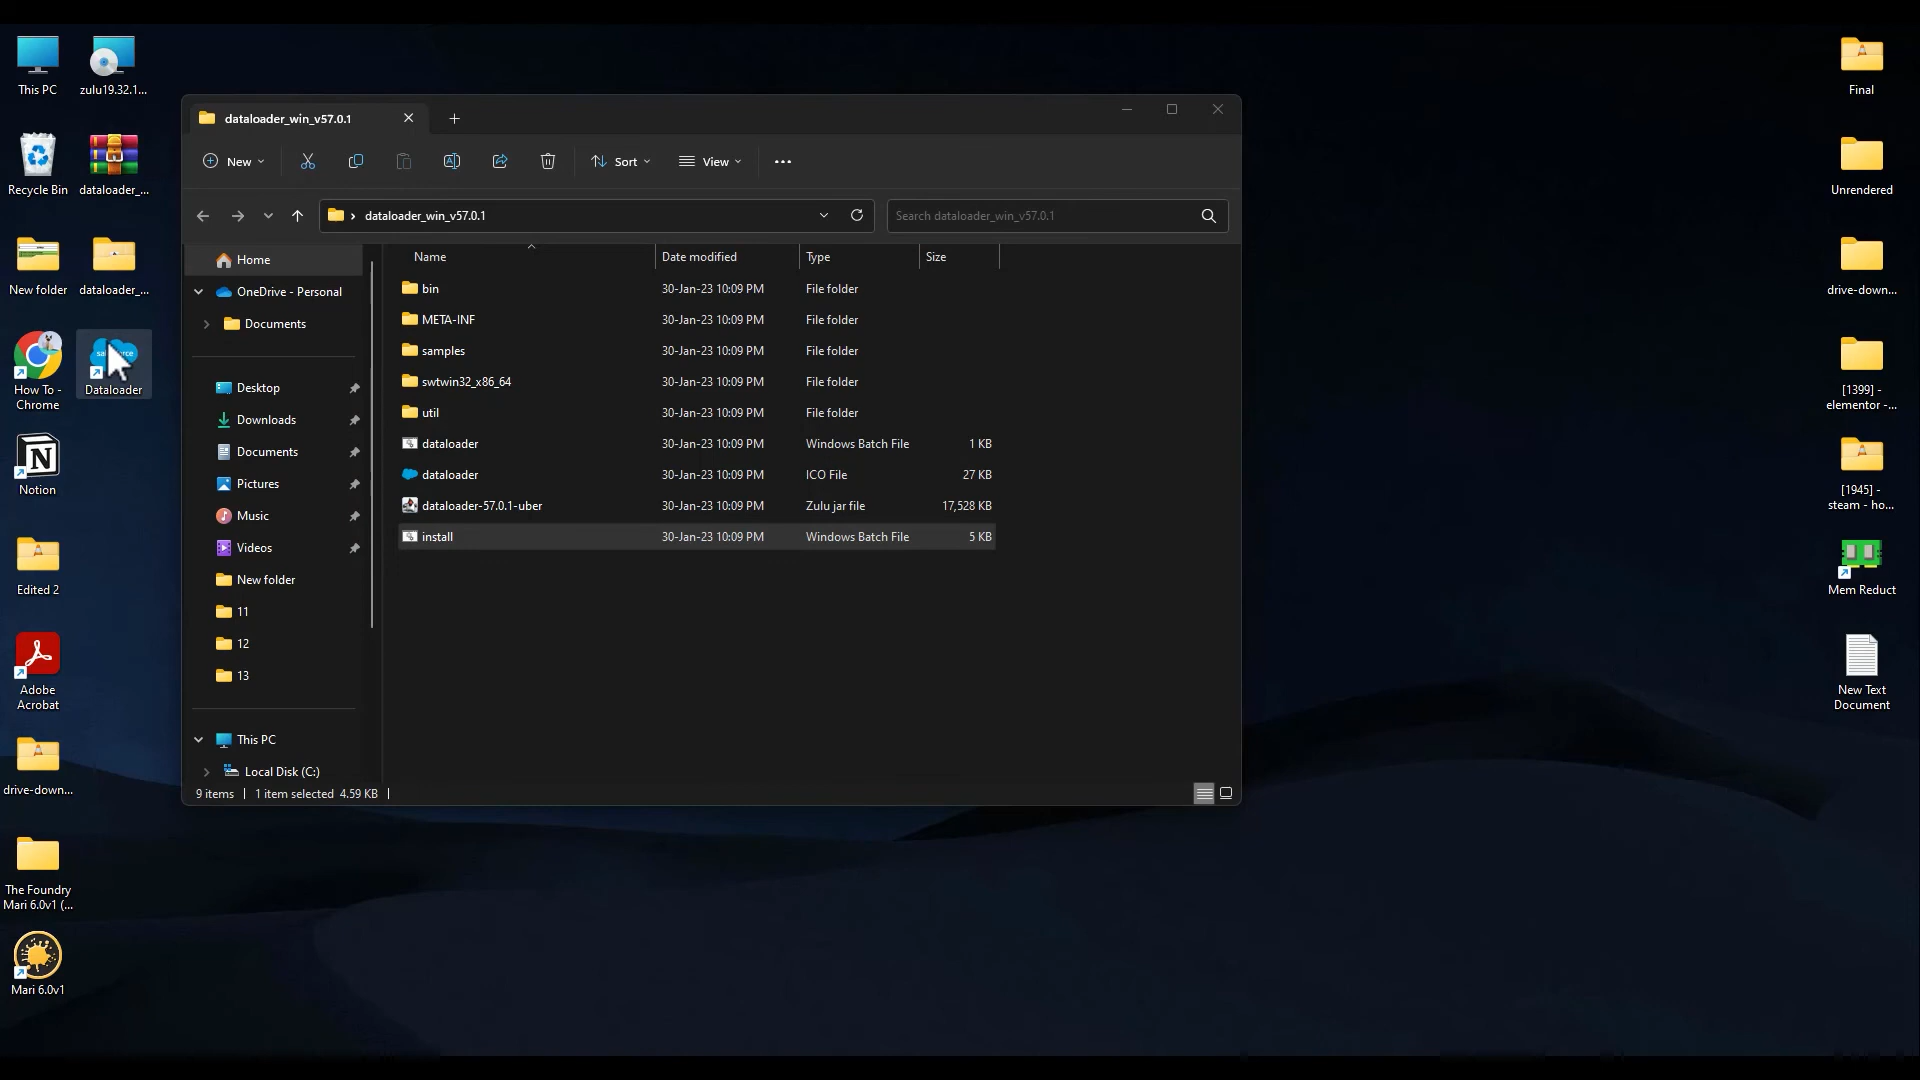 This PC
zulu19.32.1...
Recycle Bin
dataloader_...
New folder
dataloader_...
How To -
Chrome
Dataloader
Notion
Edited 2
Adobe
Acrobat
drive-down...
The Foundry
Mari 6.0v1 (...
Mari 6.0v1
dataloader_win_v57.0.1
New
Sort
View
dataloader_win_v57.0.1
Search dataloader_win_v57.0.1
Home
OneDrive - Personal
Documents
Desktop
Downloads
Documents
Pictures
Music
Videos
New folder
11
12
13
This PC
Local Disk (C:)
Name Date modified Type Size
bin 30-Jan-23 10:09 PM File folder
META-INF 30-Jan-23 10:09 PM File folder
samples 30-Jan-23 10:09 PM File folder
swtwin32_x86_64 30-Jan-23 10:09 PM File folder
util 30-Jan-23 10:09 PM File folder
dataloader 30-Jan-23 10:09 PM Windows Batch File 1 KB
dataloader 30-Jan-23 10:09 PM ICO File 27 KB
dataloader-57.0.1-uber 30-Jan-23 10:09 PM Zulu jar file 17,528 KB
install 30-Jan-23 10:09 PM Windows Batch File 5 KB
9 items 1 item selected 4.59 KB
Final
Unrendered
drive-down...
[1399] -
elementor -...
[1945] -
steam - ho...
Mem Reduct
New Text
Document